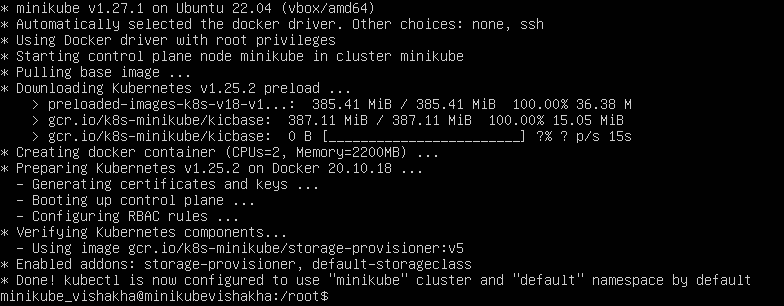 * minikube v1.27.1 on Ubuntu 22.04 (vbox/amd64)
* Automatically selected the docker driver. Other choices: none, ssh
* Using Docker driver with root privileges
* Starting control plane node minikube in cluster minikube
* Pulling base image ...
* Downloading Kubernetes v1.25.2 preload ...
    > preloaded-images-k8s-v18-v1...:  385.41 MiB / 385.41 MiB  100.00% 36.38 M
    > gcr.io/k8s-minikube/kicbase:  387.11 MiB / 387.11 MiB  100.00% 15.05 MiB
    > gcr.io/k8s-minikube/kicbase:  0 B [________________________] ?% ? p/s 15s
* Creating docker container (CPUs=2, Memory=2200MB) ...
* Preparing Kubernetes v1.25.2 on Docker 20.10.18 ...
  - Generating certificates and keys ...
  - Booting up control plane ...
  - Configuring RBAC rules ...
* Verifying Kubernetes components...
  - Using image gcr.io/k8s-minikube/storage-provisioner:v5
* Enabled addons: storage-provisioner, default-storageclass
* Done! kubectl is now configured to use "minikube" cluster and "default" namespace by default
minikube_vishakha@minikubevishakha:/root$